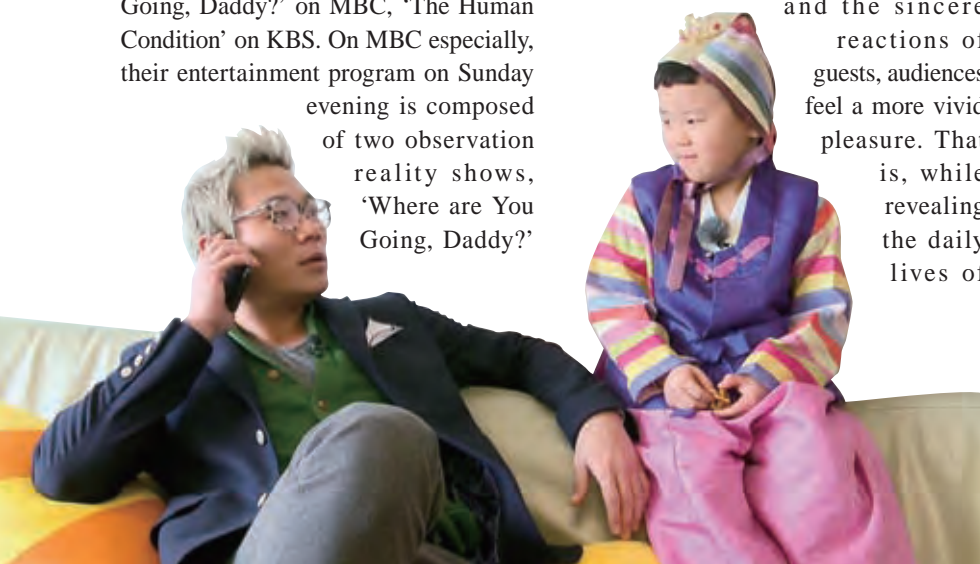 Going, Daddy?’ on MBC, ‘The Human
Condition’ on KBS. On MBC especially,
their entertainment program on Sunday
evening is composed
of two observation
reality shows,
‘Where are You
Going, Daddy?’
and the sincere
reactions of
guests, audiences
feel a more vivid
pleasure. That
is, while
revealing
the daily
lives of